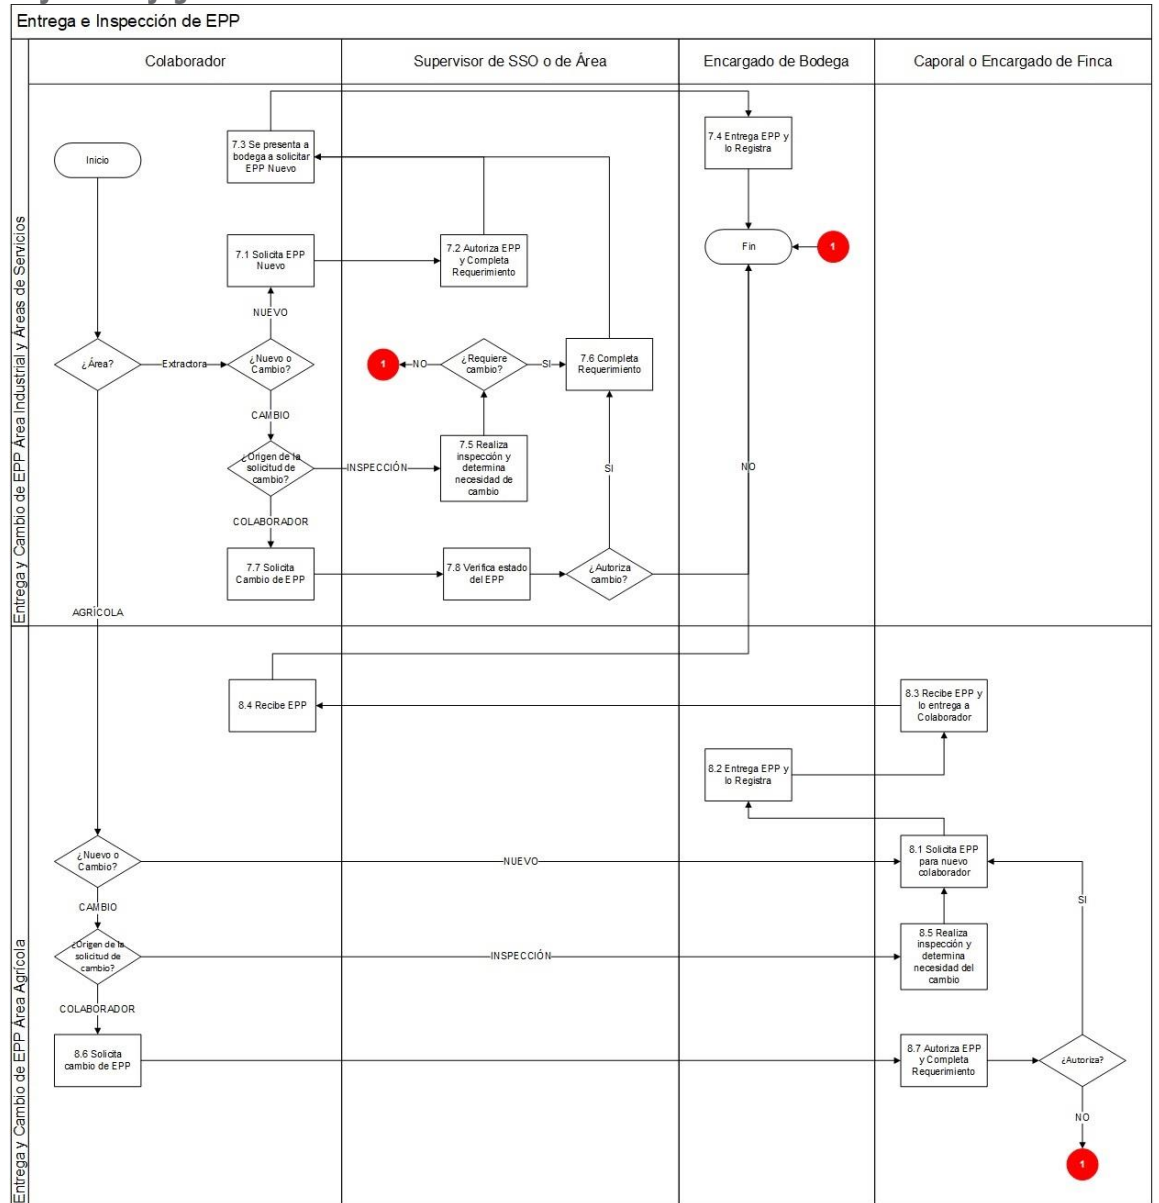 Entrega e Inspección de EPP
Colaborador
Supervisor de SSO o de Área
Encargado de Bodega
Caporal o Encargado de Finca
Entrega y Cambio de EPP Área Industrial y Áreas de Servicios
Inicio
7.3 Se presenta a
bodega a solicitar
EPP Nuevo
7.4 Entrega EPP y
lo Registra
7.1 Solicita EPP
Nuevo
7.2 Autoriza EPP
y Completa
Requerimiento
Fin
1
NUEVO
¿Área?
Extractora
¿Nuevo o
Cambio?
1
NO
¿Requiere
cambio?
SI
7.6 Completa
Requerimiento
CAMBIO
¿Origen de la
solicitud de
cambio?
INSPECCIÓN
7.5 Realiza
inspección y
determina
necesidad de
cambio
SI
NO
COLABORADOR
7.7 Solicita
Cambio de EPP
7.8 Verifica estado
del EPP
¿Autoriza
cambio?
AGRÍCOLA
Entrega y Cambio de EPP Área Agrícola
8.4 Recibe EPP
8.3 Recibe EPP y
lo entrega a
Colaborador
8.2 Entrega EPP y
lo Registra
¿Nuevo o
Cambio?
NUEVO
8.1 Solicita EPP
para nuevo
colaborador
CAMBIO
SI
¿Origen de la
solicitud de
cambio?
INSPECCIÓN
8.5 Realiza
inspección y
determina
necesidad del
cambio
COLABORADOR
8.6 Solicita
cambio de EPP
8.7 Autoriza EPP
y Completa
Requerimiento
¿Autoriza?
NO
1